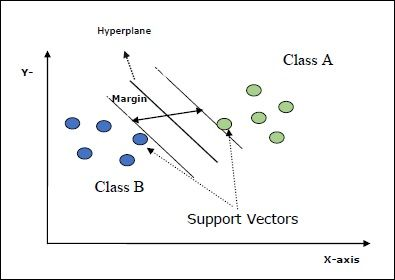 Hyperplane
Class A
Y-
Margin
Class B
Support Vectors
X-axis